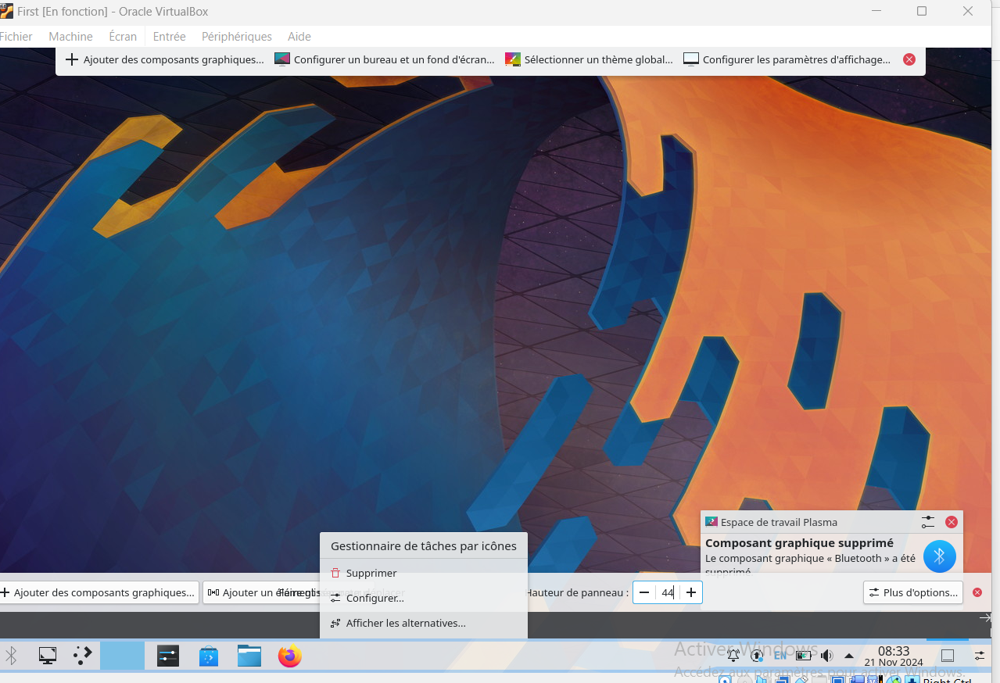 First [En fonction] - Oracle VirtualBox
Fichier Machine Écran Entrée Périphériques Aide
Ajouter des composants graphiques... Configurer un bureau et un fond d'écran... Sélectionner un thème global... Configurer les paramètres d'affichage...
Espace de travail Plasma
Composant graphique supprimé
Le composant graphique « Bluetooth » a été
supprimé
Gestionnaire de tâches par icônes
Supprimer
Configurer...
Afficher les alternatives...
Ajouter des composants graphiques... Ajouter un Hauteur de panneau : 44 Plus d'options...
Activer Windows
Accédez aux paramètres pour activer Windows.
EN 08:33
21 Nov 2024
Right Ctrl